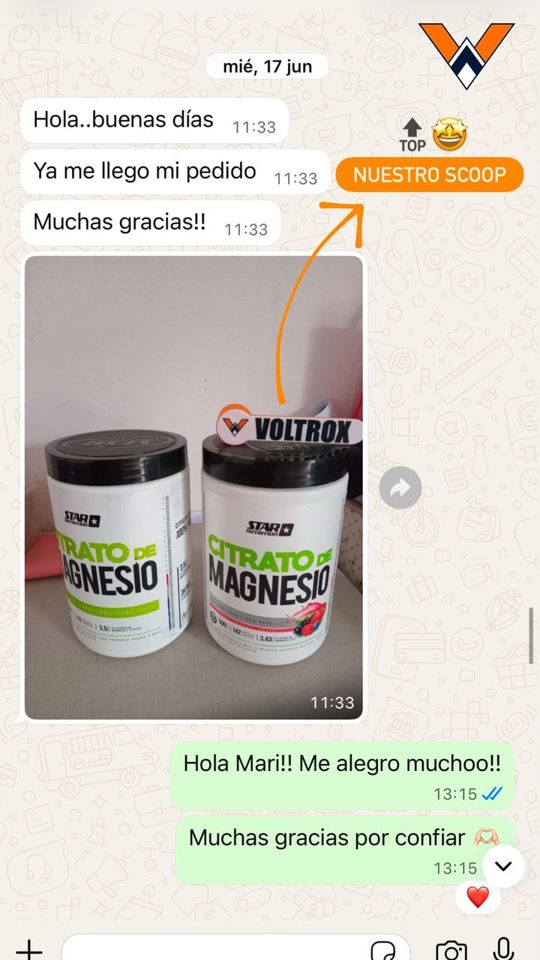 mié, 17 jun
Hola..buenas días 11:33
TOP
Ya me llego mi pedido 11:33
NUESTRO SCOOP
Muchas gracias!! 11:33
VOLTROX
STAR
NUTRITION
CITRATO DE
MAGNESIO
STAR
NUTRITION
CITRATO DE
MAGNESIO
11:33
Hola Mari!! Me alegro muchoo!!
13:15
Muchas gracias por confiar 🫶🏻
13:15